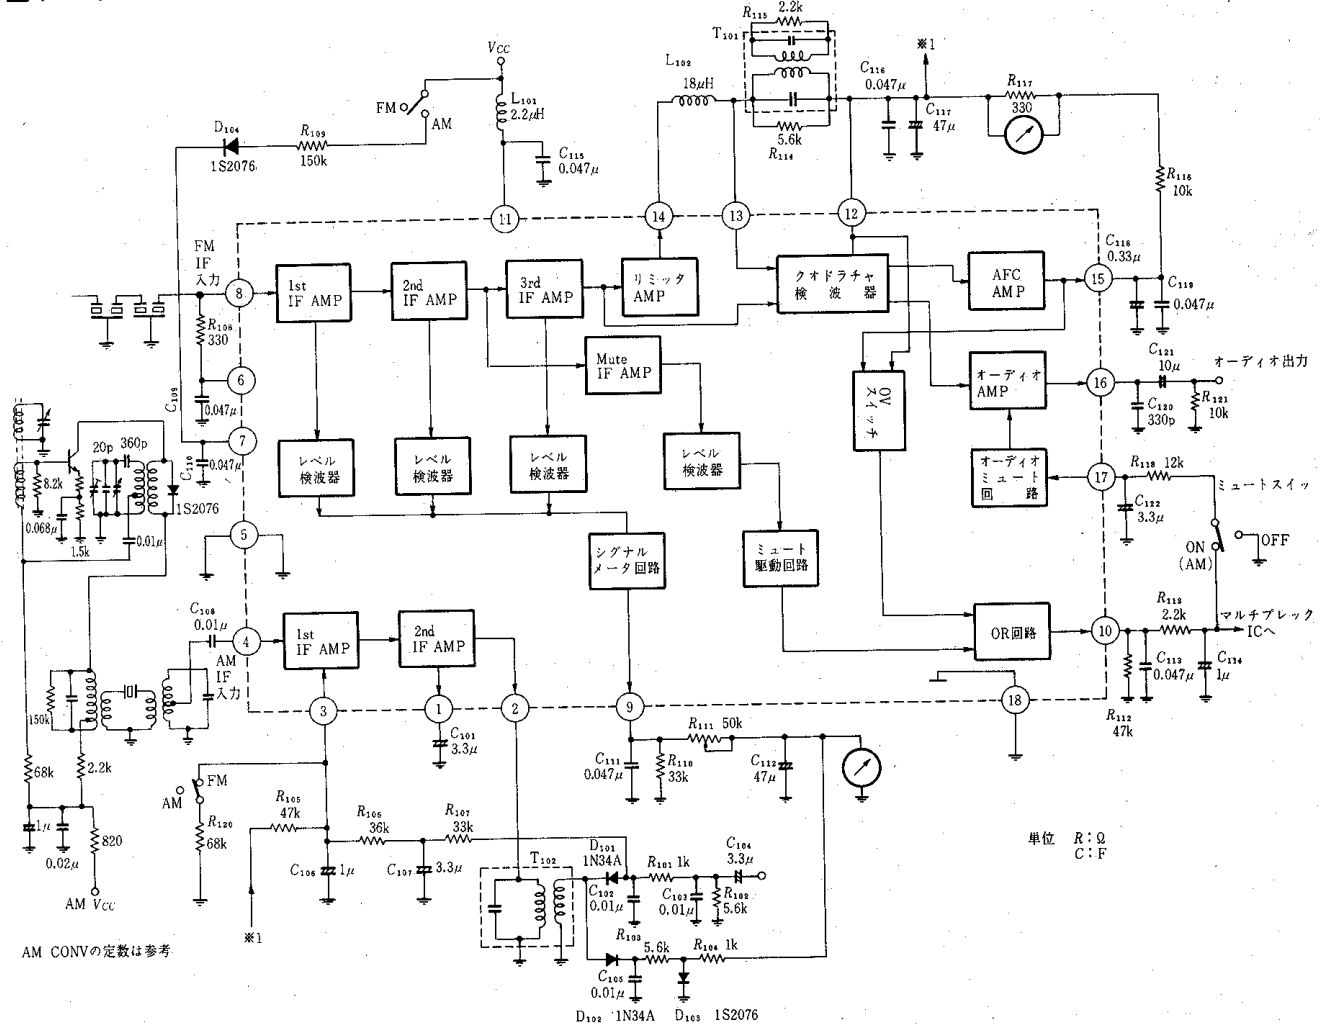 R₁₁₅ 2.2k
T₁₀₁
※1
L₁₀₂
18μH
C₁₁₆
0.047μ
C₁₁₇
47μ
R₁₁₇
330
5.6k
R₁₁₄
VCC
FM
AM
L₁₀₁
2.2μH
D₁₀₄
1S2076
R₁₀₉
150k
C₁₁₅
0.047μ
R₁₁₆
10k
11
14
13
12
FM
IF
入力
8
1st
IF AMP
2nd
IF AMP
3rd
IF AMP
リミッタ
AMP
クオドラチャ
検波器
AFC
AMP
15
C₁₁₈
0.33μ
C₁₁₉
0.047μ
R₁₀₈
330
Mute
IF AMP
6
C₁₀₉
0.047μ
OV
スイッチ
オーディオ
AMP
16
C₁₂₁
10μ
オーディオ出力
C₁₂₀
330p
R₁₂₁
10k
7
C₁₁₀
0.047μ
20p 360p
8.2k
1S2076
0.068μ
1.5k
0.01μ
レベル
検波器
レベル
検波器
レベル
検波器
レベル
検波器
オーディオ
ミュート
回路
17
R₁₁₈ 12k
ミュートスイッ
C₁₂₂
3.3μ
ON
(AM)
OFF
5
シグナル
メータ回路
ミュート
駆動回路
C₁₀₈
0.01μ
4
AM
IF
入力
1st
IF AMP
2nd
IF AMP
OR回路
10
R₁₁₃
2.2k
マルチプレック
ICへ
C₁₁₃
0.047μ
C₁₁₄
1μ
R₁₁₂
47k
150k
3
1
2
9
18
C₁₀₁
3.3μ
R₁₁₁ 50k
C₁₁₁
0.047μ
R₁₁₀
33k
C₁₁₂
47μ
68k
2.2k
AM
FM
R₁₂₀
68k
R₁₀₅
47k
R₁₀₆
36k
R₁₀₇
33k
1μ
0.02μ
820
AM VCC
C₁₀₆
1μ
C₁₀₇
3.3μ
T₁₀₂
D₁₀₁
1N34A
R₁₀₁ 1k
C₁₀₄
3.3μ
C₁₀₂
0.01μ
C₁₀₃
0.01μ
R₁₀₂
5.6k
※1
R₁₀₃
5.6k
R₁₀₄ 1k
C₁₀₅
0.01μ
D₁₀₂ 1N34A D₁₀₃ 1S2076
単位 R:Ω
C:F
AM CONVの定数は参考